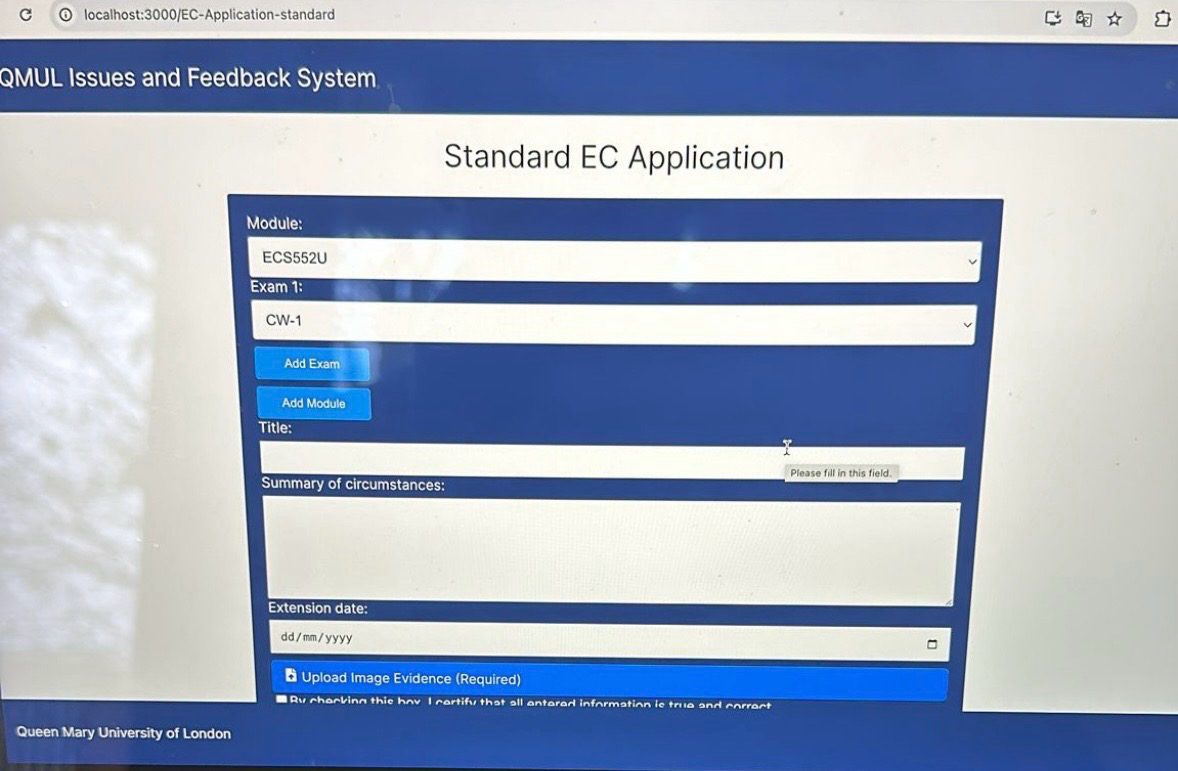 localhost:3000/EC-Application-standard
QMUL Issues and Feedback System
Standard EC Application
Module:
ECS552U
Exam 1:
CW-1
Add Exam
Add Module
Title:
Please fill in this field.
Summary of circumstances:
Extension date:
dd/mm/yyyy
Upload Image Evidence (Required)
By checking this box, I certify that all entered information is true and correct
Queen Mary University of London